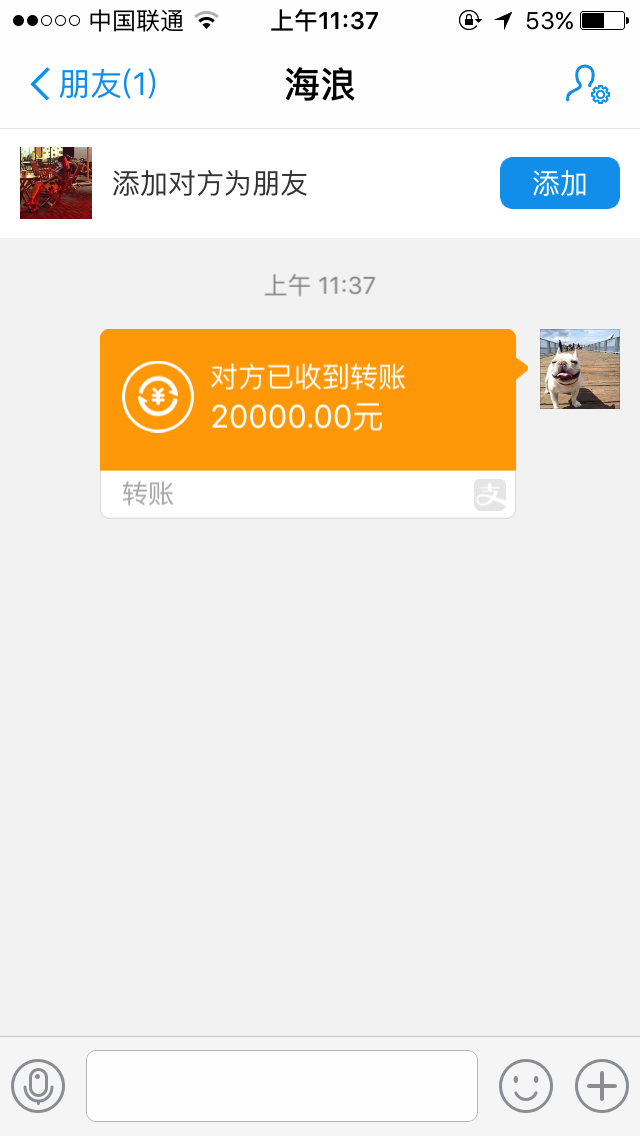 中国联通 上午11:37 53%
朋友(1) 海浪
添加对方为朋友 添加
上午 11:37
对方已收到转账
20000.00元
转账 支